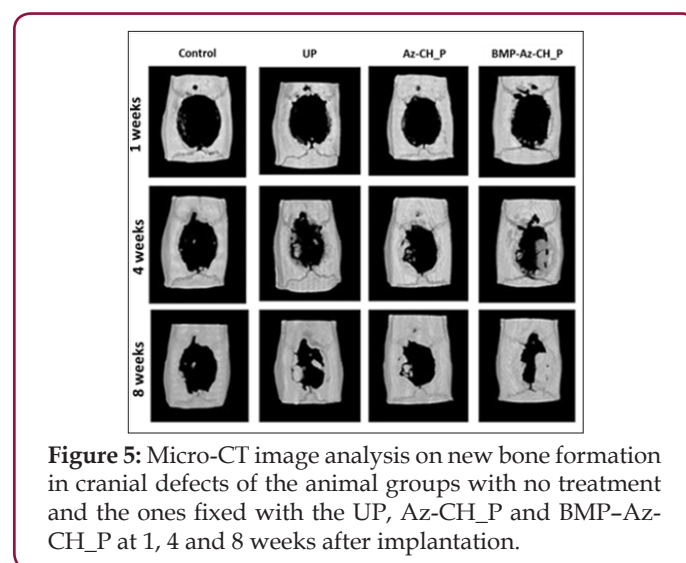 Control UP Az-CH_P BMP-Az-CH_P
1 weeks
4 weeks
8 weeks
Figure 5: Micro-CT image analysis on new bone formation
in cranial defects of the animal groups with no treatment
and the ones fixed with the UP, Az-CH_P and BMP–Az-
CH_P at 1, 4 and 8 weeks after implantation.